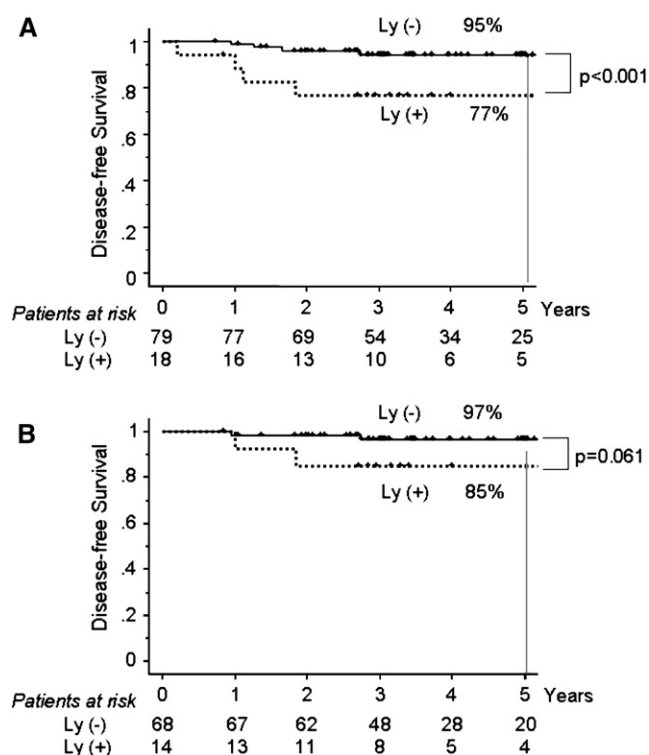 A
Ly (-) 95%
1
.8
.6
.4
.2
0
Disease-free Survival
p<0.001
Ly (+) 77%
0 1 2 3 4 5 Years
Patients at risk
Ly (-) 79 77 69 54 34 25
Ly (+) 18 16 13 10 6 5
B
Ly (-) 97%
1
.8
.6
.4
.2
0
Disease-free Survival
p=0.061
Ly (+) 85%
0 1 2 3 4 5 Years
Patients at risk
Ly (-) 68 67 62 48 28 20
Ly (+) 14 13 11 8 5 4